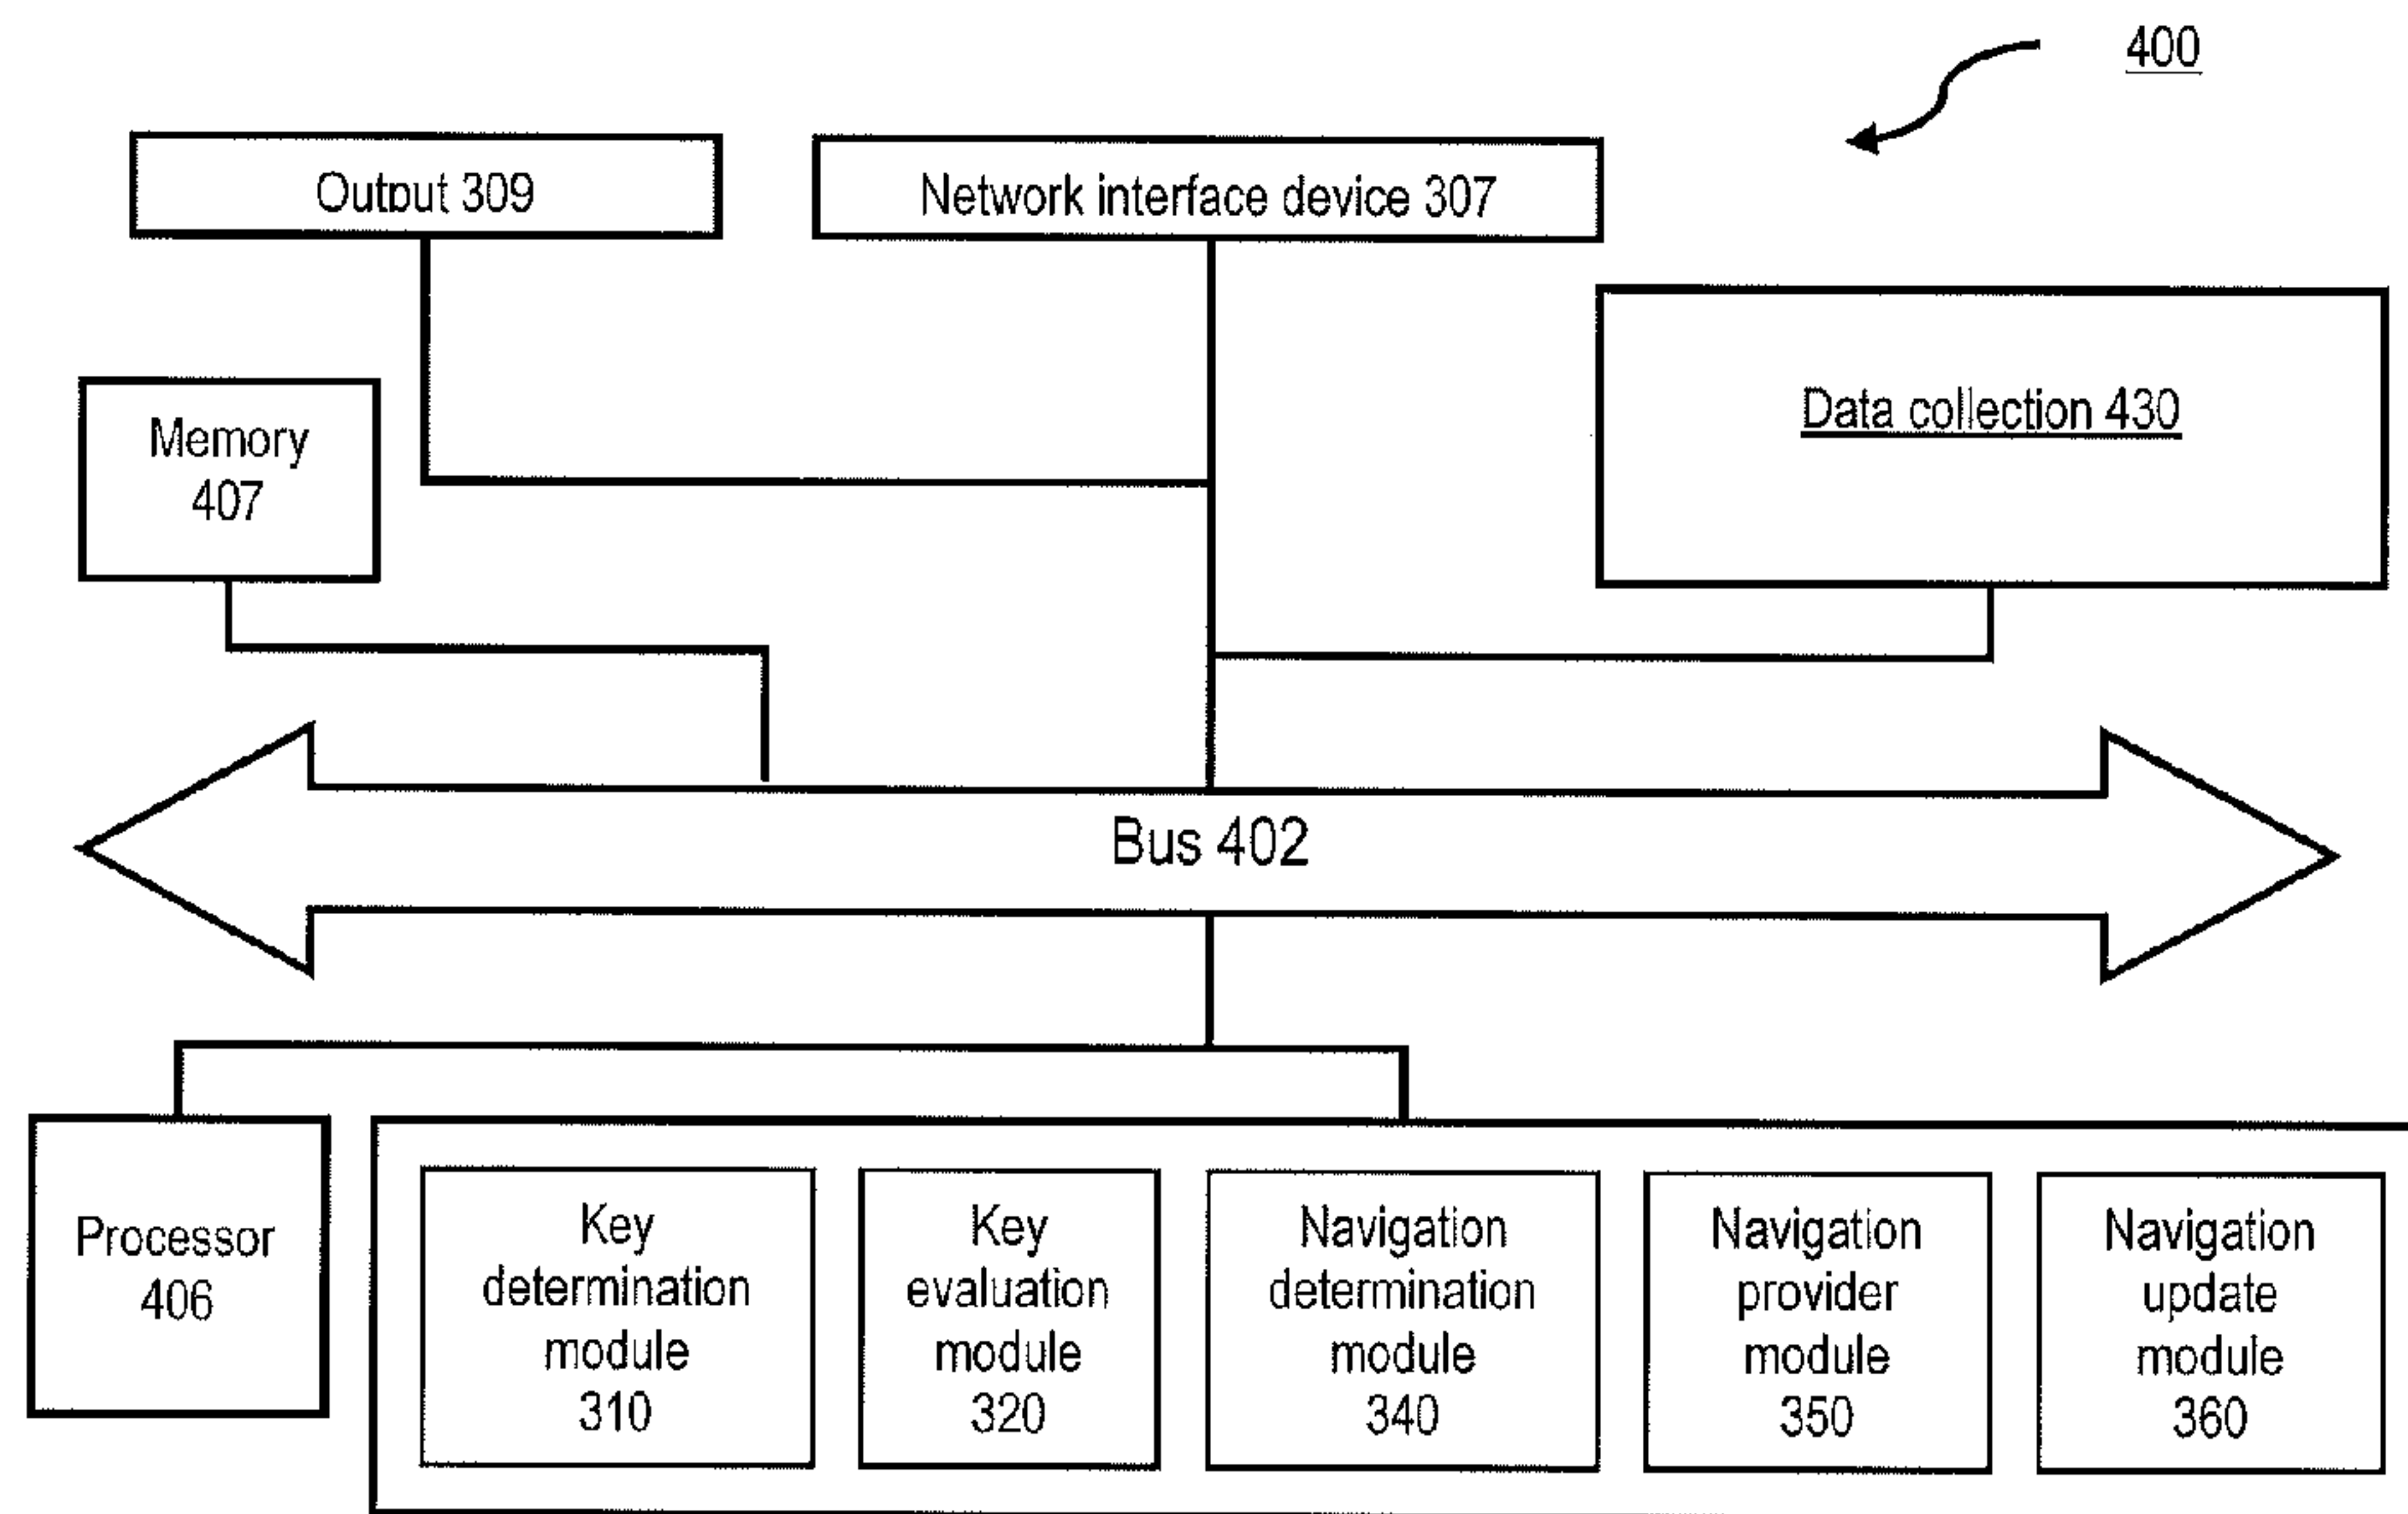 400
Output 309
Network interface device 307
Data collection 430
Memory
407
Bus 402
Processor
406
Key
determination
module
310
Key
evaluation
module
320
Navigation
determination
module
340
Navigation
provider
module
350
Navigation
update
module
360